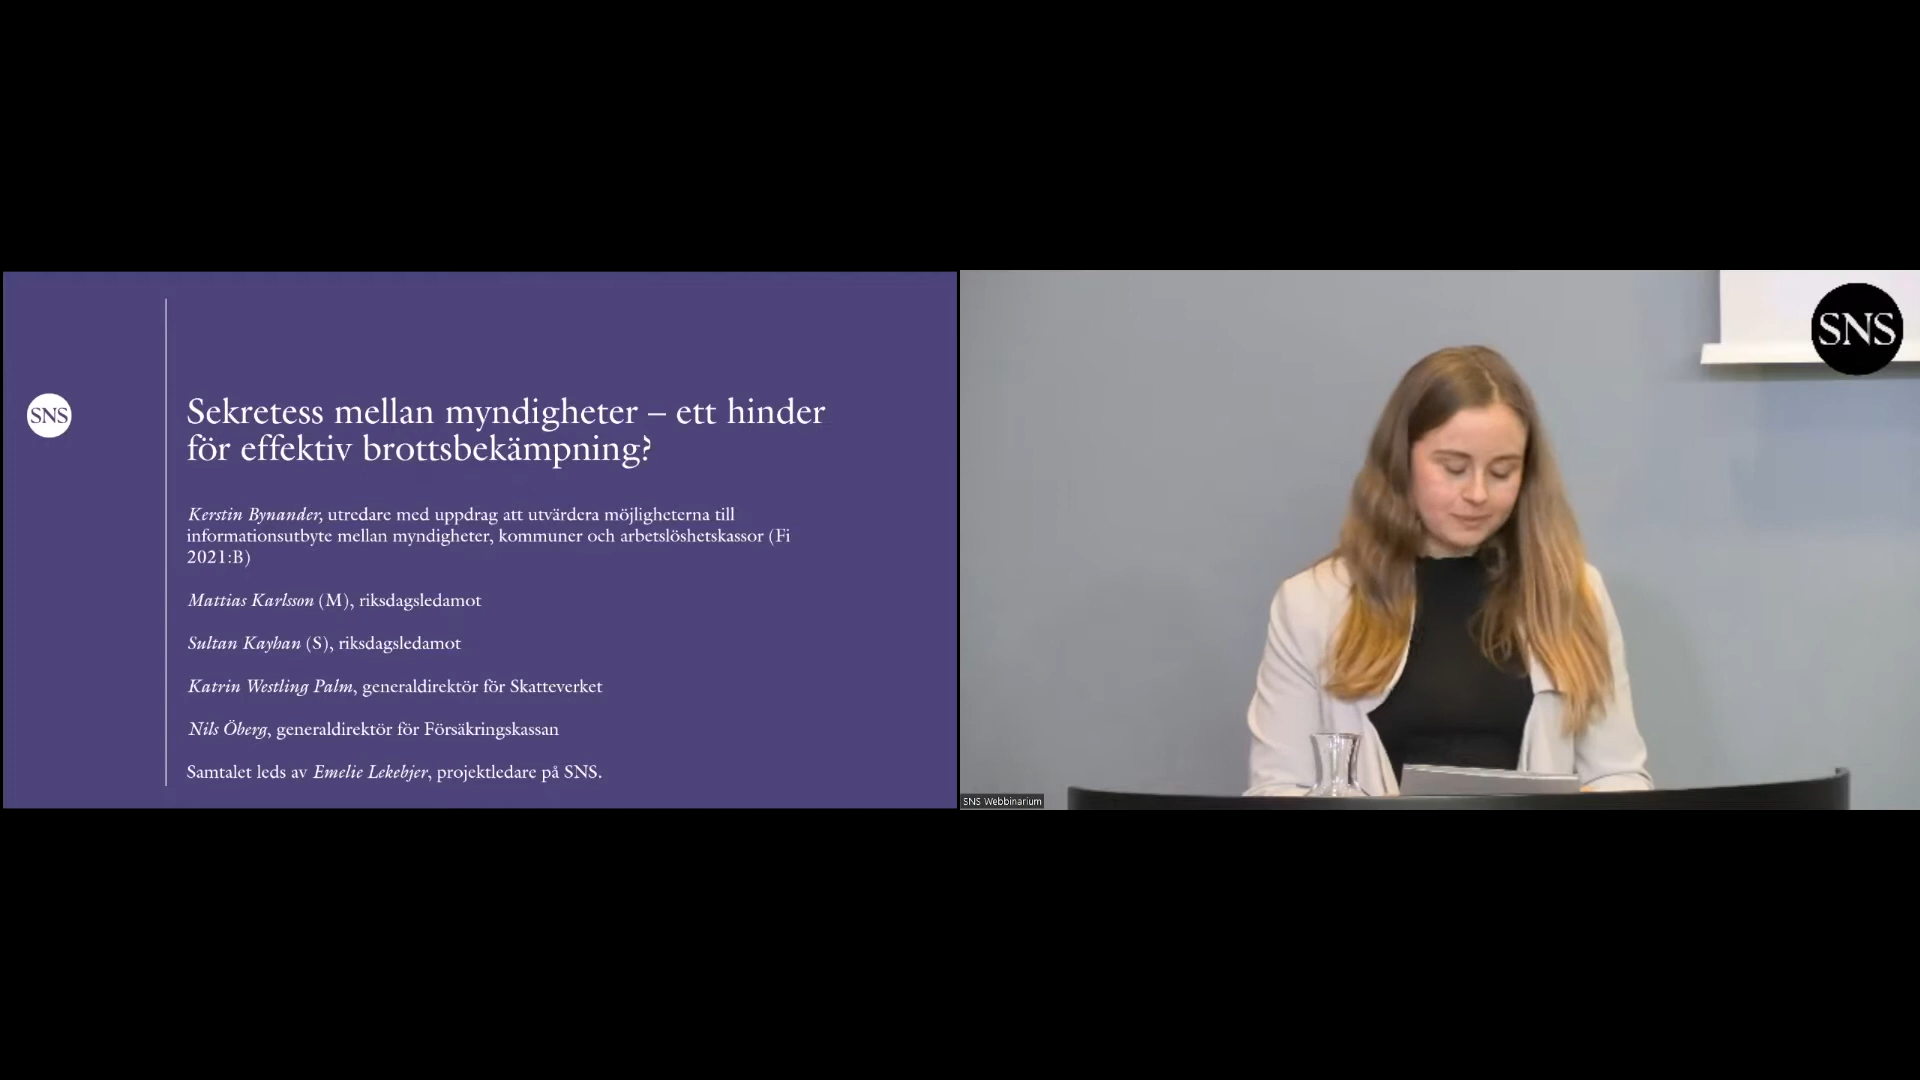 SNS
Sekretess mellan myndigheter – ett hinder
för effektiv brottsbekämpning?
Kerstin Bynander, utredare med uppdrag att utvärdera möjligheterna till
informationsutbyte mellan myndigheter, kommuner och arbetslöshetskassor (Fi
2021:B)
Mattias Karlsson (M), riksdagsledamot
Sultan Kayhan (S), riksdagsledamot
Katrin Westling Palm, generaldirektör för Skatteverket
Nils Öberg, generaldirektör för Försäkringskassan
Samtalet leds av Emelie Lekebjer, projektledare på SNS.
SNS
SNS Webbinarium